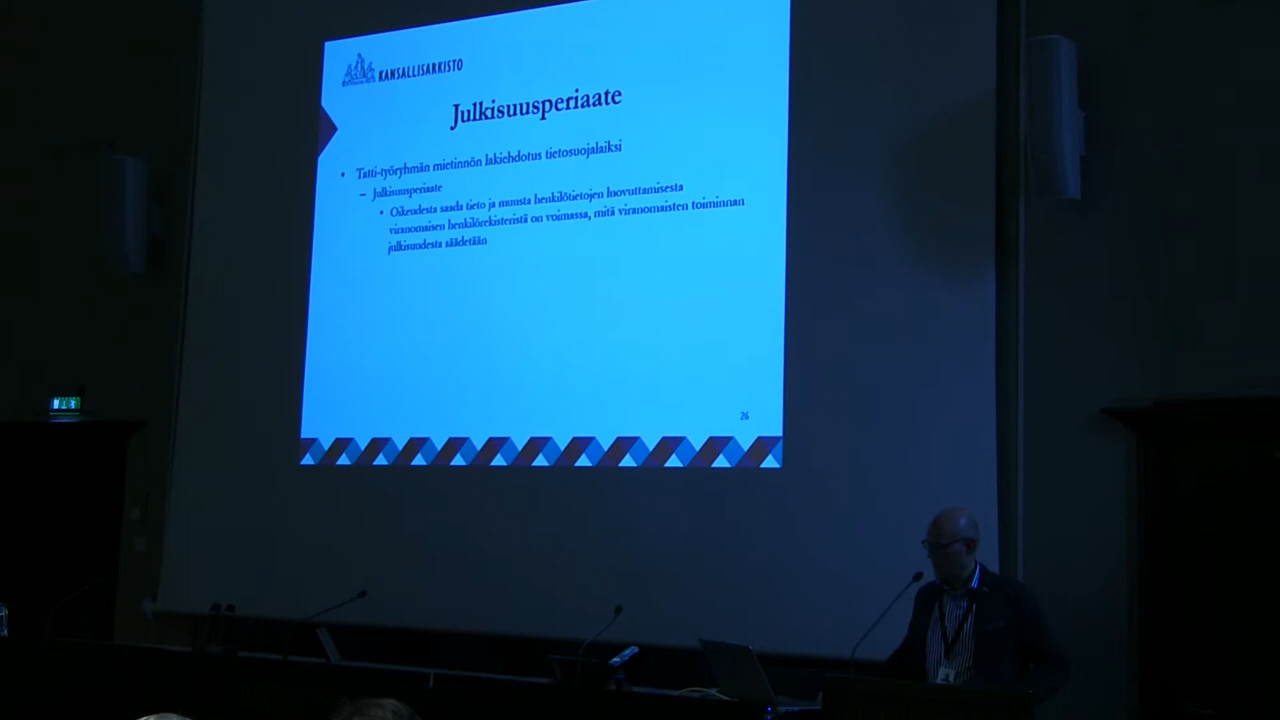 KANSALLISARKISTO
Julkisuusperiaate
• Tatti-työryhmän mietinnön lakiehdotus tietosuojalaiksi
– Julkisuusperiaate
• Oikeudesta saada tieto ja muusta henkilötietojen luovuttamisesta
viranomaisen henkilörekisteristä on voimassa, mitä viranomaisten toiminnan
julkisuudesta säädetään
26